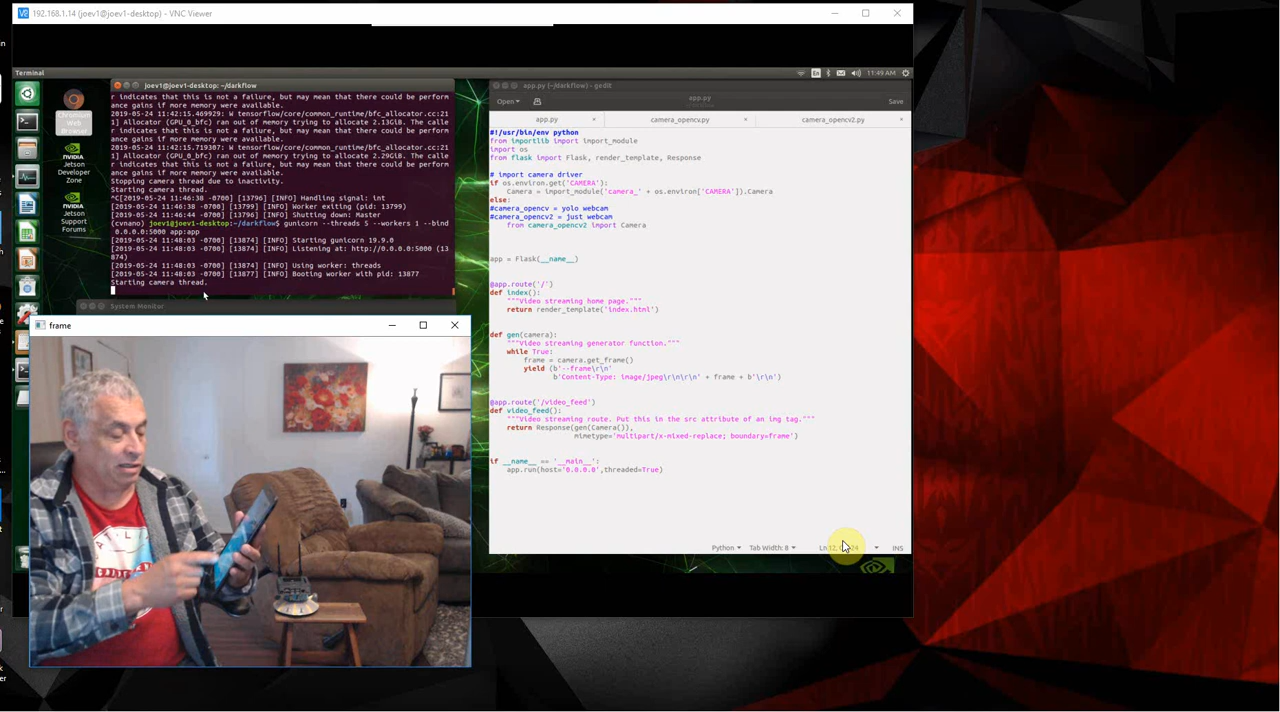 192.168.1.14 (joev1@joev1-desktop) - VNC Viewer
Terminal
En
11:49 AM
Chromium
Web
Browser
NVIDIA
Jetson
Developer
Zone
NVIDIA
Jetson
Support
Forums
joev1@joev1-desktop: ~/darkflow
r indicates that this is not a failure, but may mean that there could be perform
ance gains if more memory were available.
2019-05-24 11:42:15.469929: W tensorflow/core/common_runtime/bfc_allocator.cc:21
1] Allocator (GPU_0_bfc) ran out of memory trying to allocate 2.13GiB. The calle
r indicates that this is not a failure, but may mean that there could be perform
ance gains if more memory were available.
2019-05-24 11:42:15.719307: W tensorflow/core/common_runtime/bfc_allocator.cc:21
1] Allocator (GPU_0_bfc) ran out of memory trying to allocate 2.29GiB. The calle
r indicates that this is not a failure, but may mean that there could be perform
ance gains if more memory were available.
Stopping camera thread due to inactivity.
Starting camera thread.
^C[2019-05-24 11:46:38 -0700] [13796] [INFO] Handling signal: int
[2019-05-24 11:46:38 -0700] [13799] [INFO] Worker exiting (pid: 13799)
[2019-05-24 11:46:44 -0700] [13796] [INFO] Shutting down: Master
(cvnano) joev1@joev1-desktop:~/darkflow$ gunicorn --threads 5 --workers 1 --bind
0.0.0.0:5000 app:app
[2019-05-24 11:48:03 -0700] [13874] [INFO] Starting gunicorn 19.9.0
[2019-05-24 11:48:03 -0700] [13874] [INFO] Listening at: http://0.0.0.0:5000 (13
874)
[2019-05-24 11:48:03 -0700] [13874] [INFO] Using worker: threads
[2019-05-24 11:48:03 -0700] [13877] [INFO] Booting worker with pid: 13877
Starting camera thread.
System Monitor
frame
app.py (~/darkflow) - gedit
Open
app.py
Save
app.py
camera_opencv.py
camera_opencv2.py
#!/usr/bin/env python
from importlib import import_module
import os
from flask import Flask, render_template, Response
# import camera driver
if os.environ.get('CAMERA'):
Camera = import_module('camera_' + os.environ['CAMERA']).Camera
else:
#camera_opencv = yolo webcam
#camera_opencv2 = just webcam
from camera_opencv2 import Camera
app = Flask(__name__)
@app.route('/')
def index():
"""Video streaming home page."""
return render_template('index.html')
def gen(camera):
"""Video streaming generator function."""
while True:
frame = camera.get_frame()
yield (b'--frame\r\n'
b'Content-Type: image/jpeg\r\n\r\n' + frame + b'\r\n')
@app.route('/video_feed')
def video_feed():
"""Video streaming route. Put this in the src attribute of an img tag."""
return Response(gen(Camera()),
mimetype='multipart/x-mixed-replace; boundary=frame')
if __name__ == '__main__':
app.run(host='0.0.0.0',threaded=True)
Python
Tab Width: 8
INS